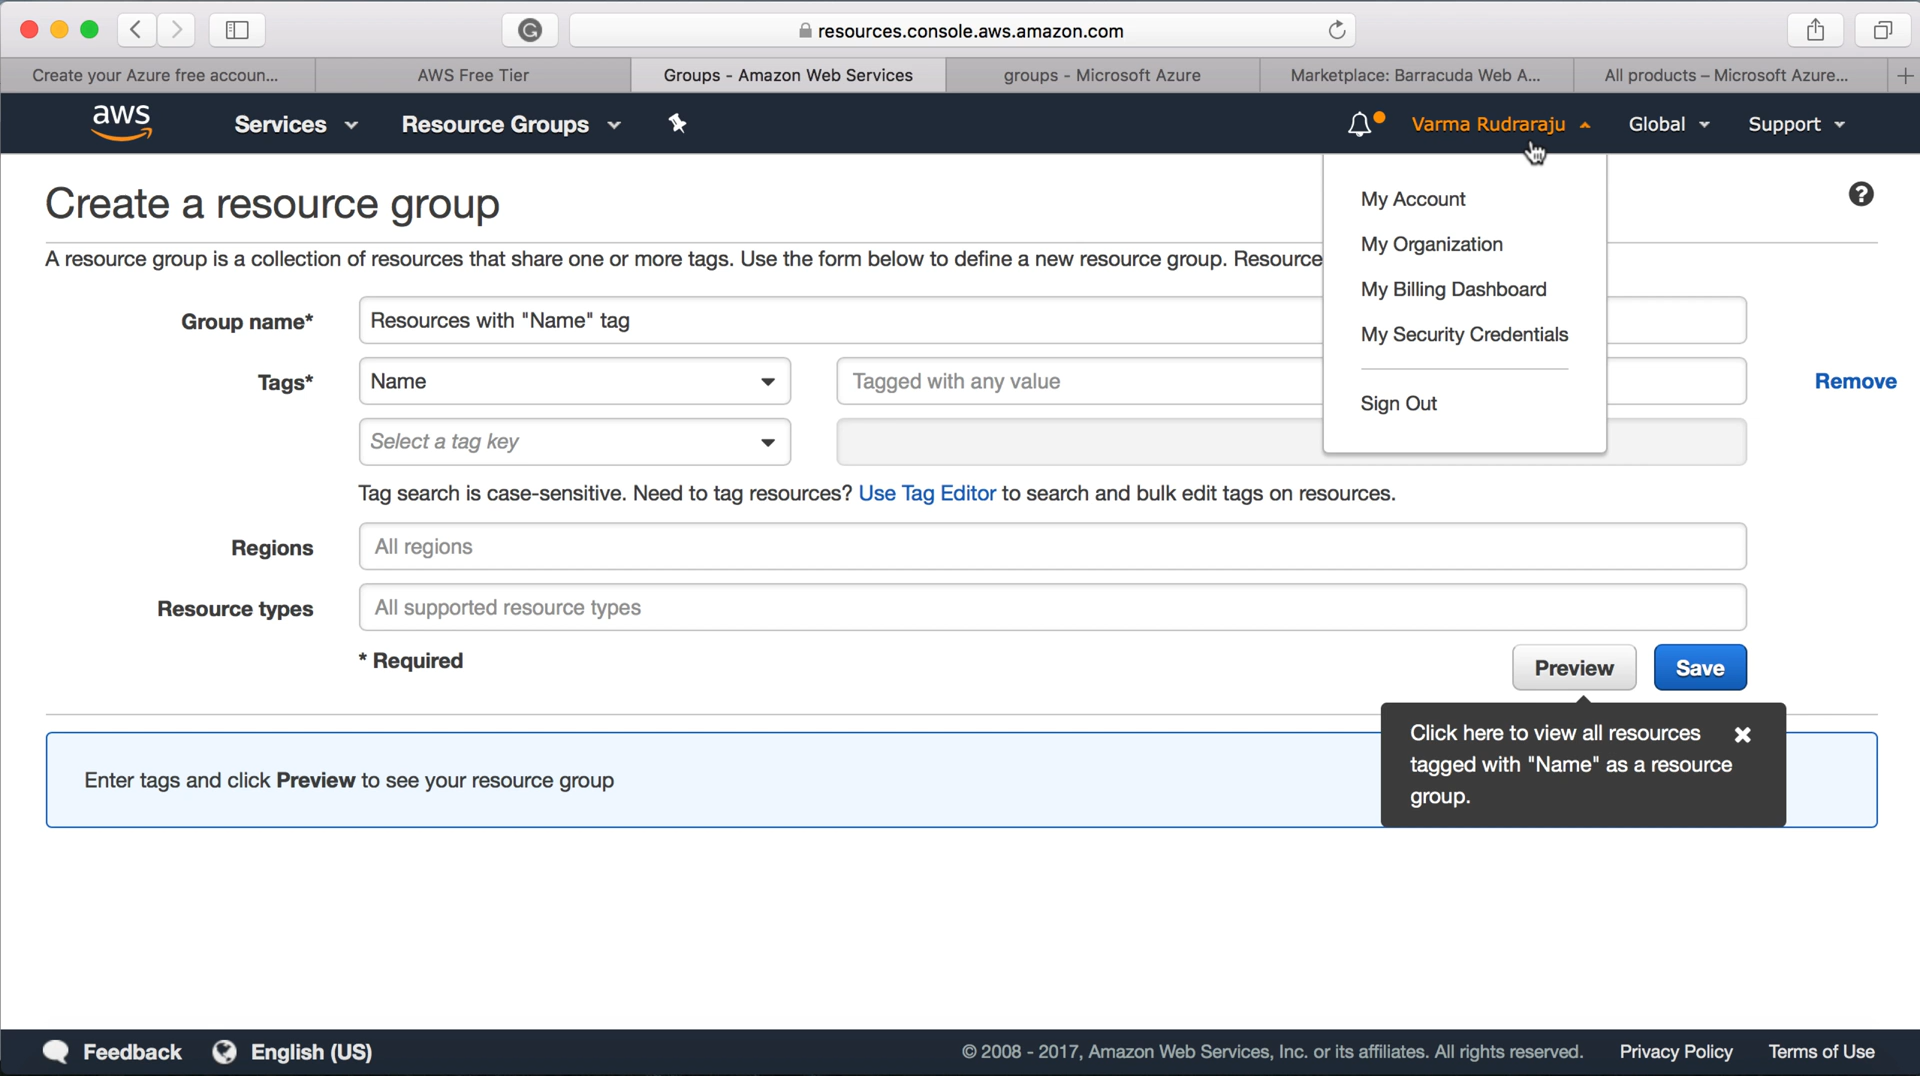 resources.console.aws.amazon.com
Create your Azure free accoun...
AWS Free Tier
Groups - Amazon Web Services
groups - Microsoft Azure
Marketplace: Barracuda Web A...
All products – Microsoft Azure...
aws
Services
Resource Groups
Varma Rudraraju
Global
Support
My Account
My Organization
My Billing Dashboard
My Security Credentials
Sign Out
Create a resource group
A resource group is a collection of resources that share one or more tags. Use the form below to define a new resource group. Resource
Group name*
Resources with "Name" tag
Tags*
Name
Tagged with any value
Remove
Select a tag key
Tag search is case-sensitive. Need to tag resources? Use Tag Editor to search and bulk edit tags on resources.
Regions
All regions
Resource types
All supported resource types
* Required
Preview
Save
Click here to view all resources
tagged with "Name" as a resource
group.
Enter tags and click Preview to see your resource group
Feedback
English (US)
© 2008 - 2017, Amazon Web Services, Inc. or its affiliates. All rights reserved.
Privacy Policy
Terms of Use